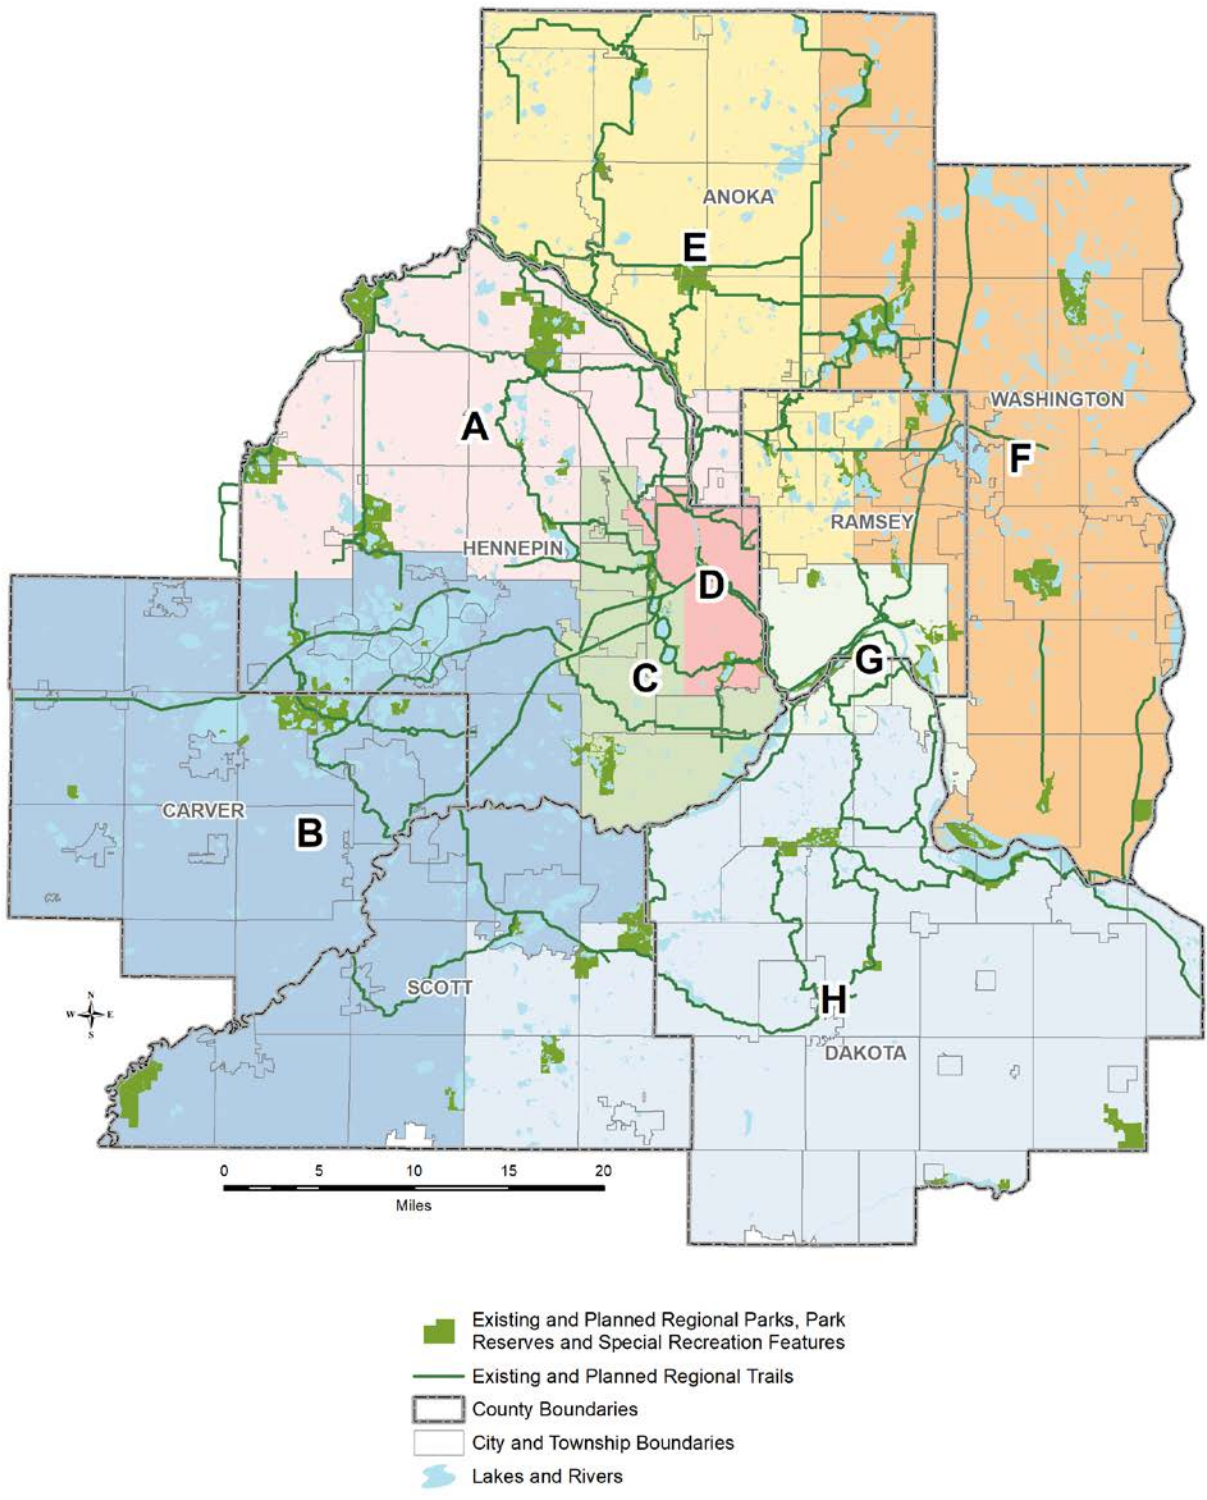 ANOKA
E
A
WASHINGTON
F
RAMSEY
HENNEPIN
D
G
C
CARVER
B
SCOTT
H
DAKOTA
N
W E
S
0 5 10 15 20
Miles
Existing and Planned Regional Parks, Park
Reserves and Special Recreation Features
Existing and Planned Regional Trails
County Boundaries
City and Township Boundaries
Lakes and Rivers